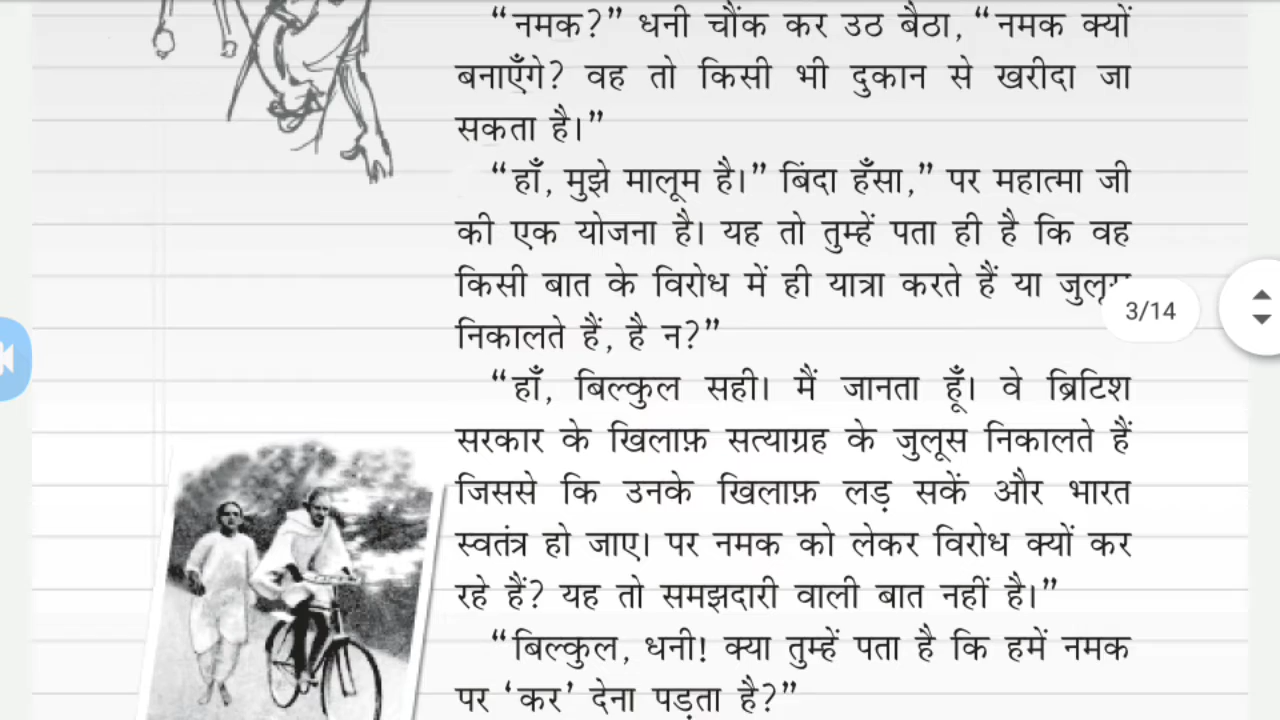 “नमक?” धनी चौंक कर उठ बैठा, “नमक क्यों
बनाएँगे? वह तो किसी भी दुकान से खरीदा जा
सकता है।”
“हाँ, मुझे मालूम है।” बिंदा हँसा,” पर महात्मा जी
की एक योजना है। यह तो तुम्हें पता ही है कि वह
किसी बात के विरोध में ही यात्रा करते हैं या जुलूस
निकालते हैं, है न?”
“हाँ, बिल्कुल सही। मैं जानता हूँ। वे ब्रिटिश
सरकार के खिलाफ़ सत्याग्रह के जुलूस निकालते हैं
जिससे कि उनके खिलाफ़ लड़ सकें और भारत
स्वतंत्र हो जाए। पर नमक को लेकर विरोध क्यों कर
रहे हैं? यह तो समझदारी वाली बात नहीं है।”
“बिल्कुल, धनी! क्या तुम्हें पता है कि हमें नमक
पर ‘कर’ देना पड़ता है?”
3/14